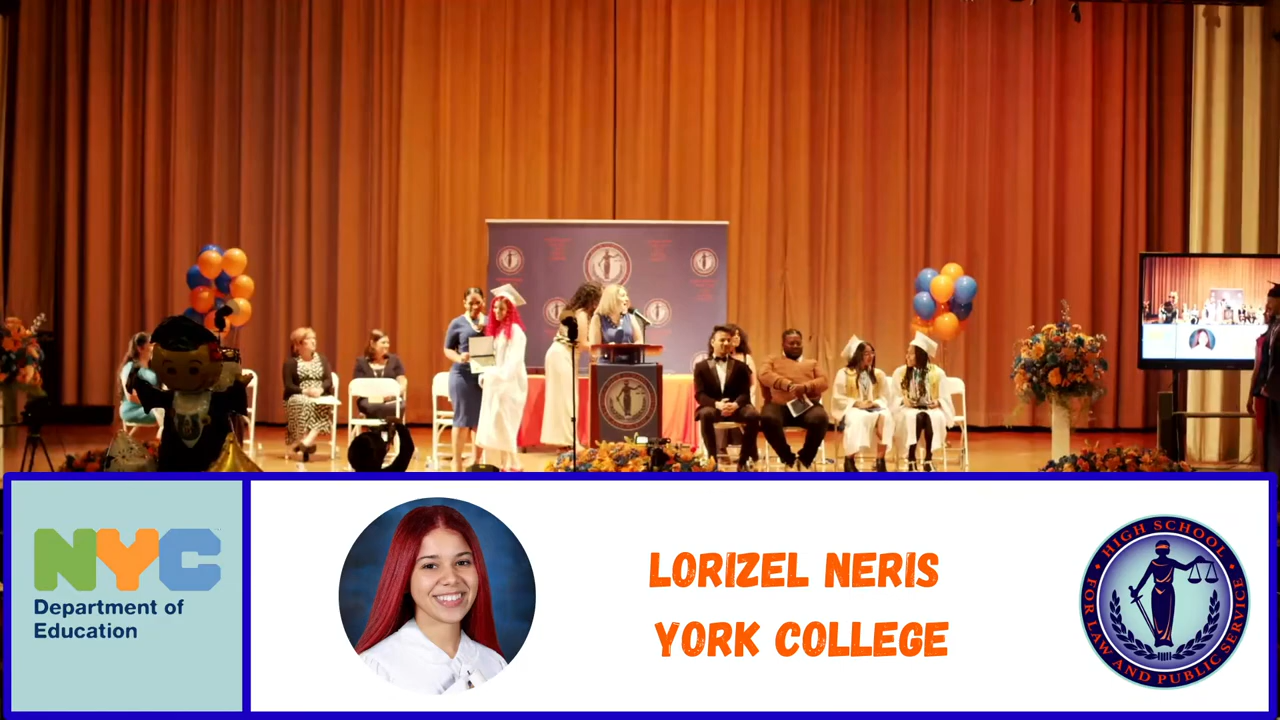 NYC
Department of
Education
LORIZEL NERIS
YORK COLLEGE
HIGH SCHOOL
FOR LAW AND PUBLIC SERVICE